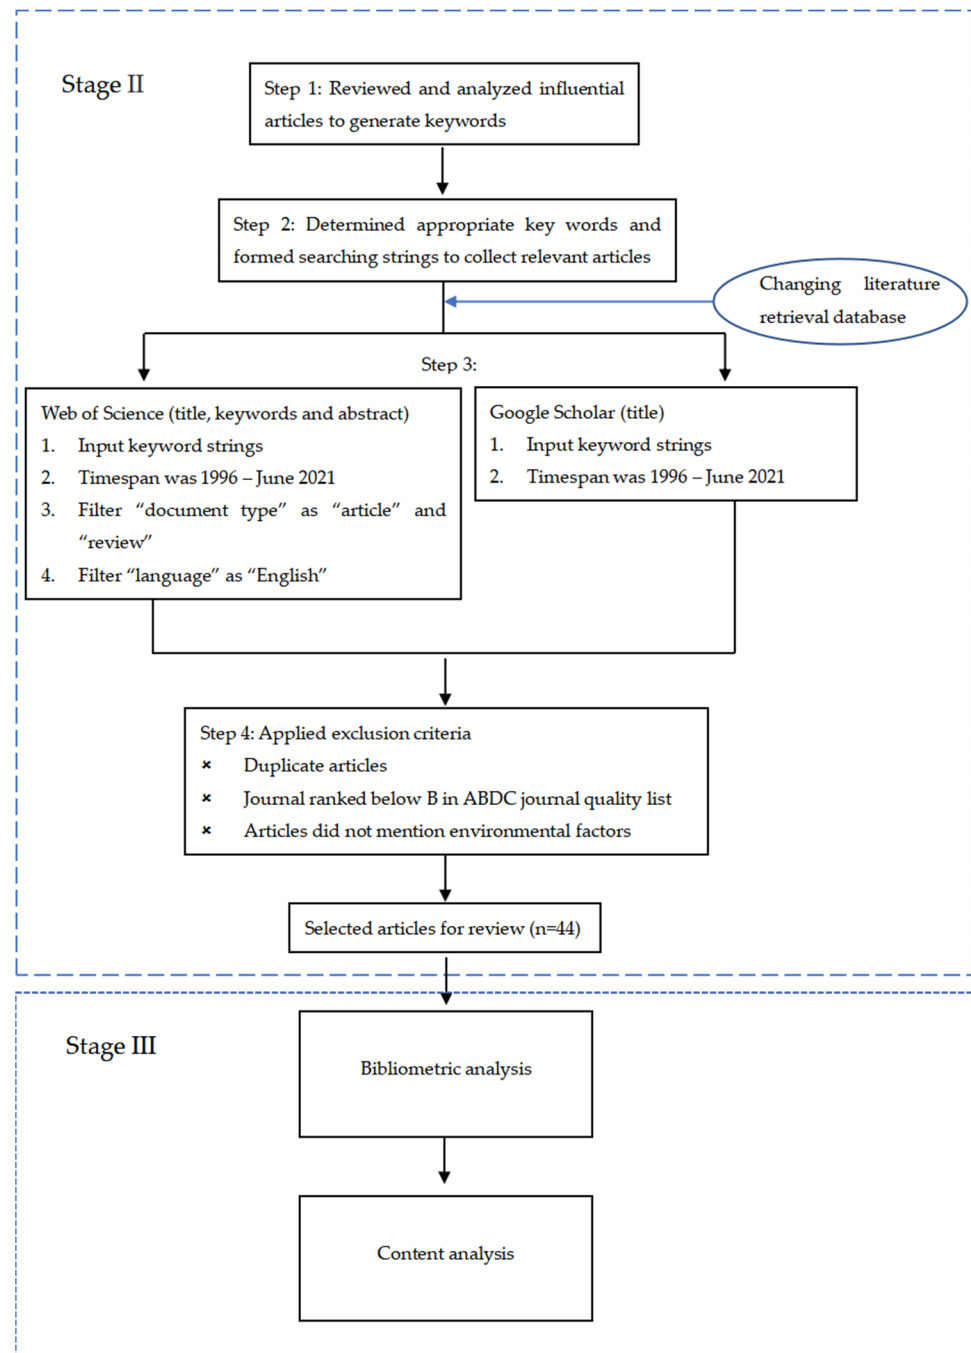 Stage II
Step 1: Reviewed and analyzed influential
articles to generate keywords
Step 2: Determined appropriate key words and
formed searching strings to collect relevant articles
Changing literature
retrieval database
Step 3:
Web of Science (title, keywords and abstract)
1. Input keyword strings
2. Timespan was 1996 – June 2021
3. Filter “document type” as “article” and
“review”
4. Filter “language” as “English”
Google Scholar (title)
1. Input keyword strings
2. Timespan was 1996 – June 2021
Step 4: Applied exclusion criteria
× Duplicate articles
× Journal ranked below B in ABDC journal quality list
× Articles did not mention environmental factors
Selected articles for review (n=44)
Stage III
Bibliometric analysis
Content analysis